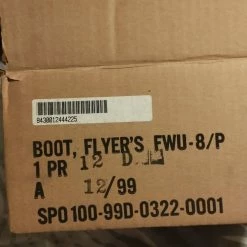 8430012444225
BOOT, FLYER'S FWU-8/P
1 PR 12 D
A 12/99
SPO100-99D-0322-0001